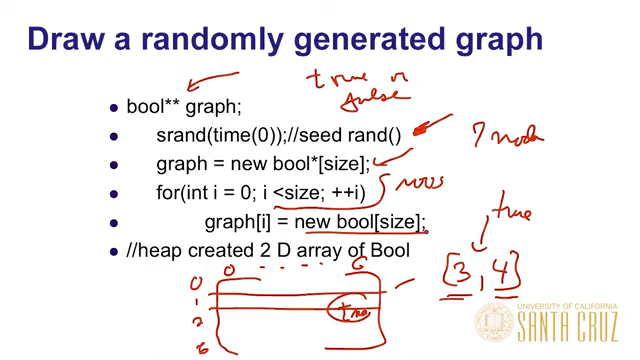 Draw a randomly generated graph
true or
false
bool** graph;
srand(time(0));//seed rand()
7 node
graph = new bool*[size];
for(int i = 0; i <size; ++i)
rows
true
graph[i] = new bool[size];
//heap created 2 D array of Bool
0 . . . . . 6
[3, 4]
0
1
2
true
6
UNIVERSITY OF CALIFORNIA
SANTA CRUZ